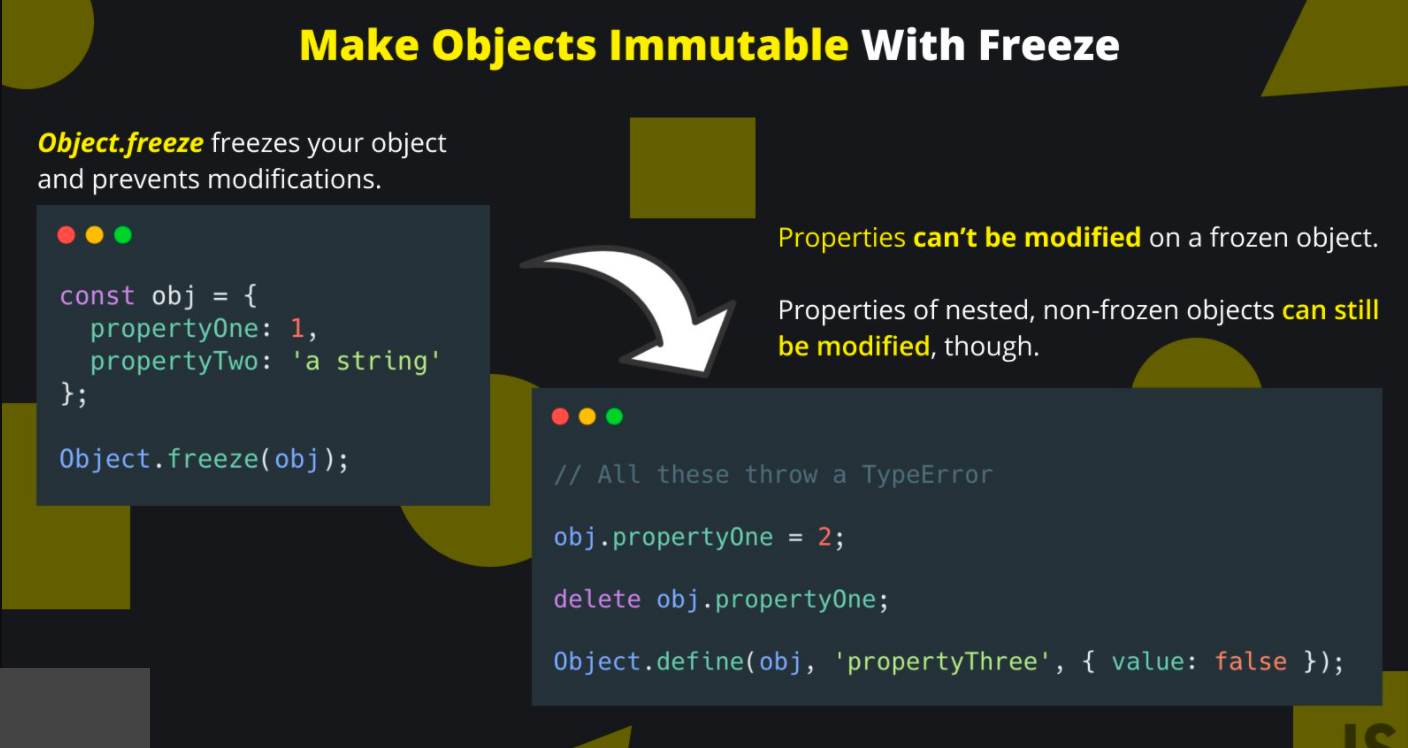 Make Objects Immutable With Freeze
Object.freeze freezes your object
and prevents modifications.
const obj = {
  propertyOne: 1,
  propertyTwo: 'a string'
};
Object.freeze(obj);
Properties can’t be modified on a frozen object.
Properties of nested, non-frozen objects can still
be modified, though.
// All these throw a TypeError
obj.propertyOne = 2;
delete obj.propertyOne;
Object.define(obj, 'propertyThree', { value: false });
JS